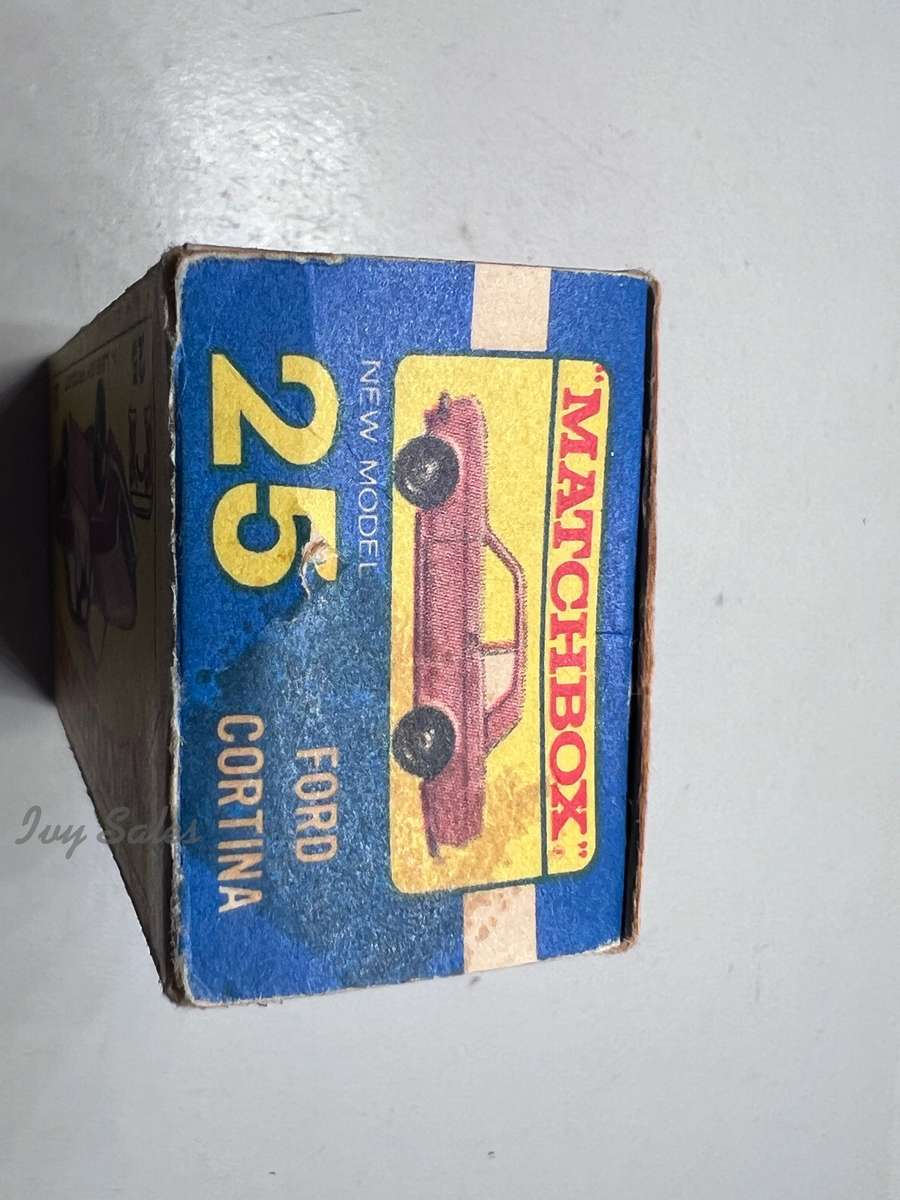 "MATCHBOX"
NEW MODEL
25
FORD
CORTINA
Ivy Sales